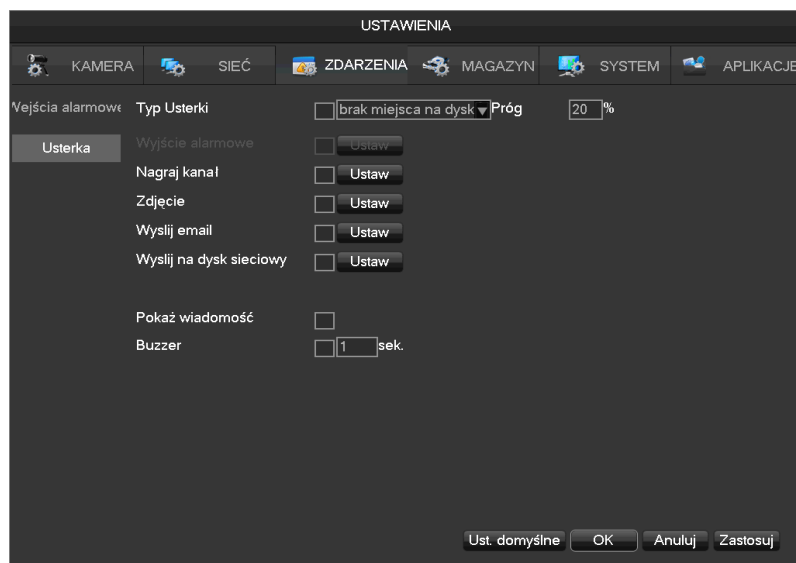 USTAWIENIA
KAMERA SIEĆ ZDARZENIA MAGAZYN SYSTEM APLIKACJE
Wejścia alarmowe Typ Usterki brak miejsca na dysk Próg 20 %
Usterka Wyjście alarmowe Ustaw
Nagraj kanał Ustaw
Zdjęcie Ustaw
Wyslij email Ustaw
Wyslij na dysk sieciowy Ustaw
Pokaż wiadomość
Buzzer 1 sek.
Ust. domyślne OK Anuluj Zastosuj